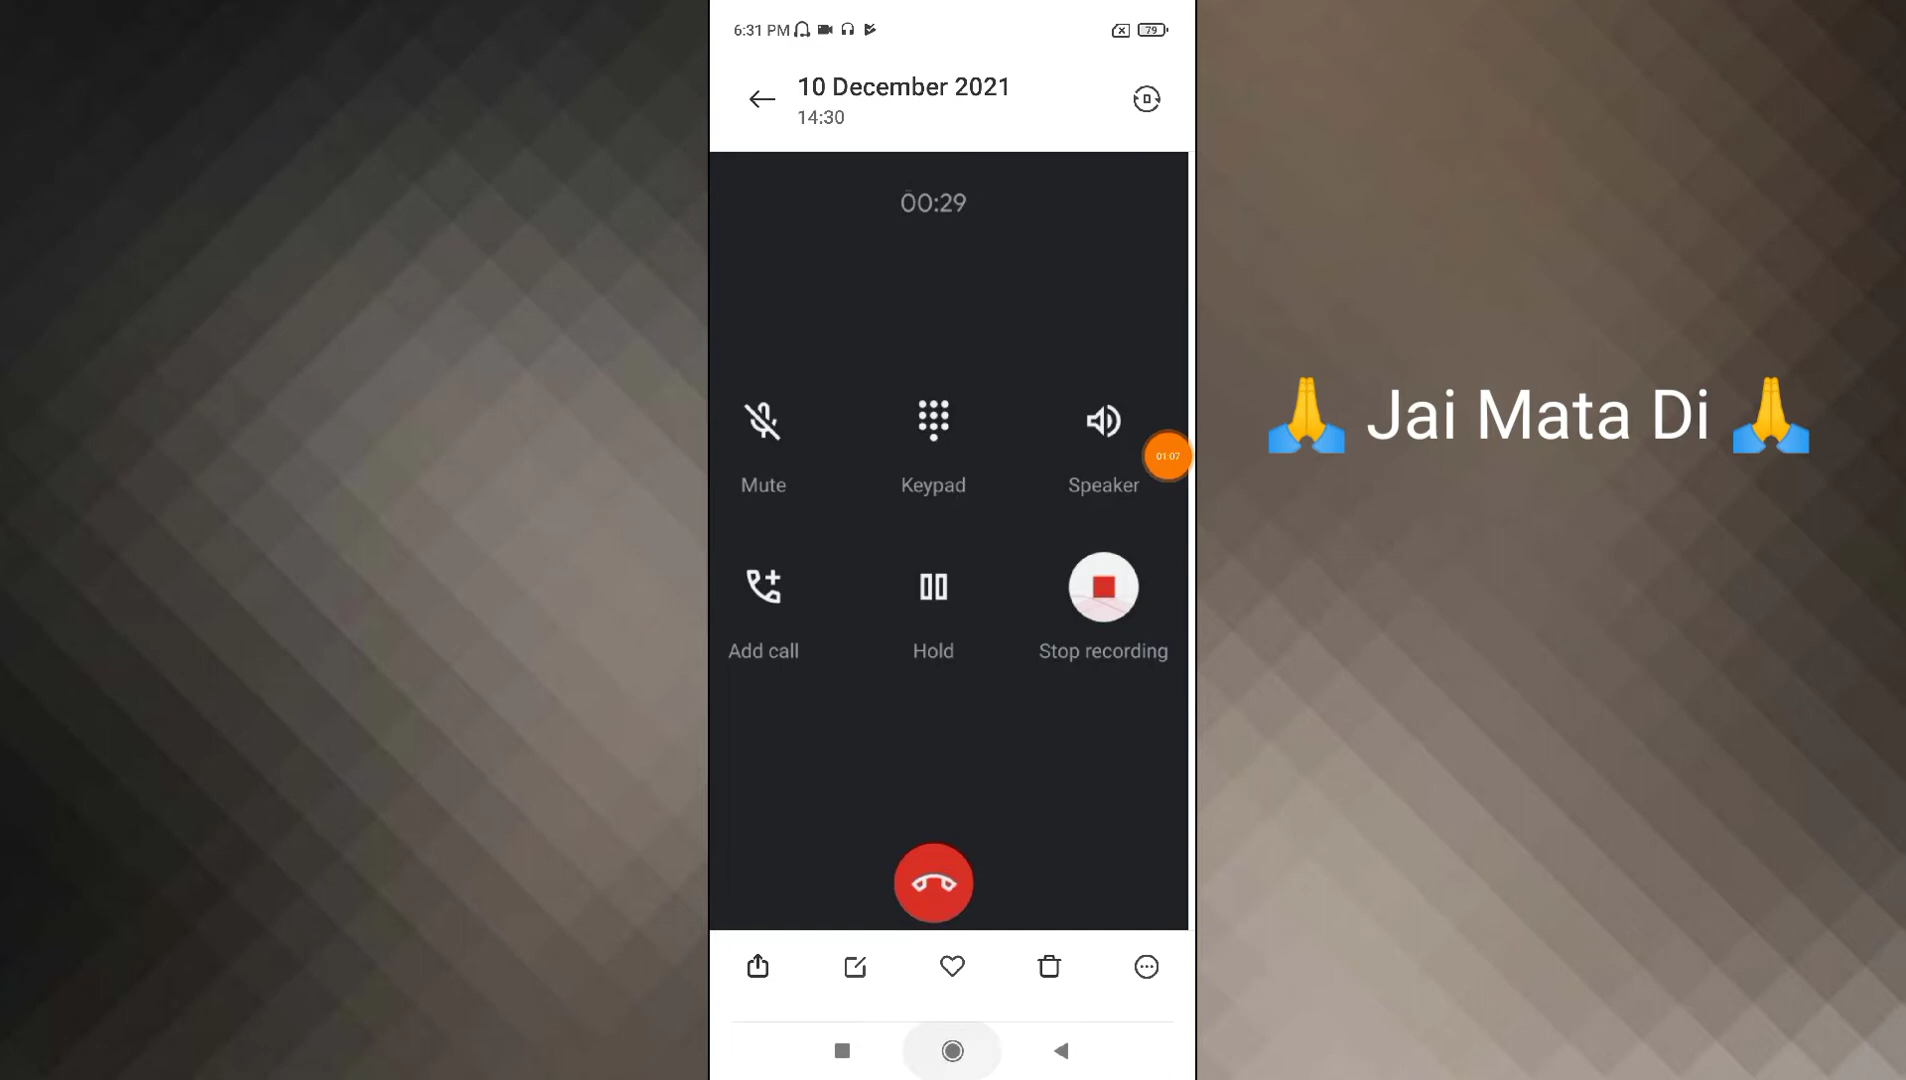 6:31 PM
79
10 December 2021
14:30
00:29
Mute
Keypad
Speaker
01:07
Add call
Hold
Stop recording
🙏 Jai Mata Di 🙏